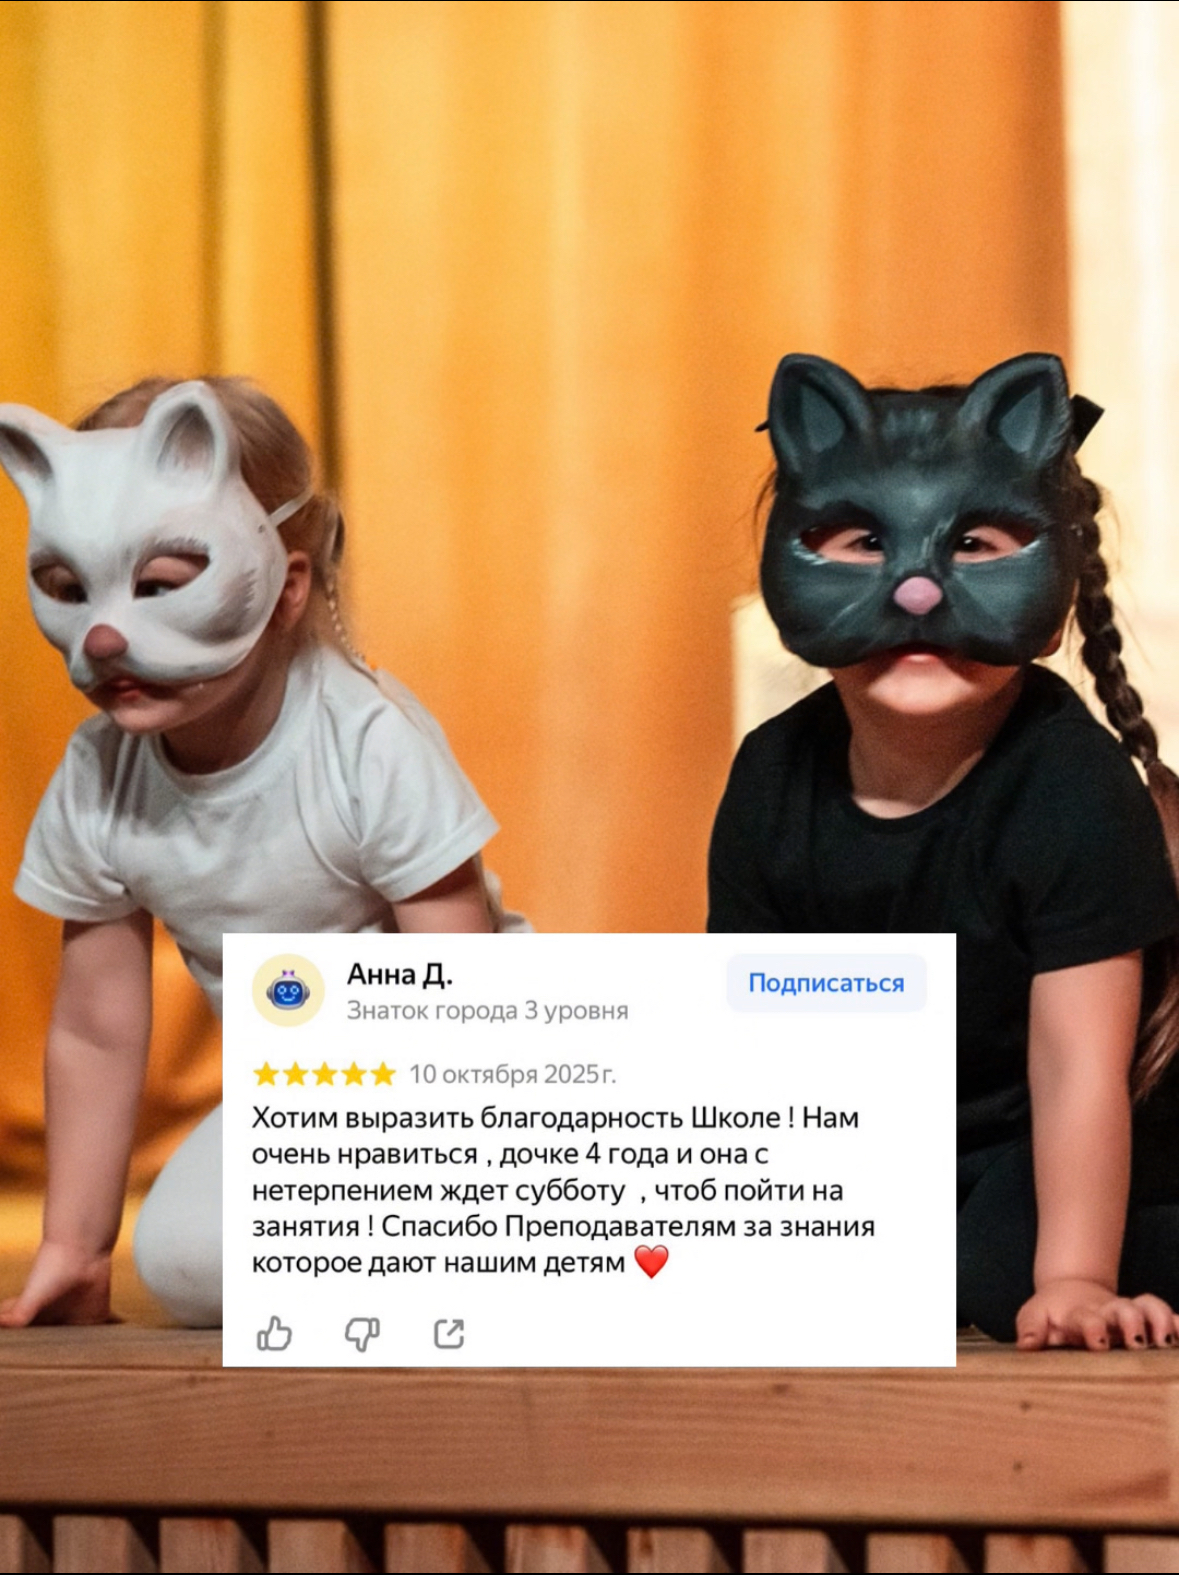 Анна Д.
Знаток города 3 уровня
Подписаться
10 октября 2025 г.
Хотим выразить благодарность Школе ! Нам
очень нравиться , дочке 4 года и она с
нетерпением ждет субботу , чтоб пойти на
занятия ! Спасибо Преподавателям за знания
которое дают нашим детям ❤️